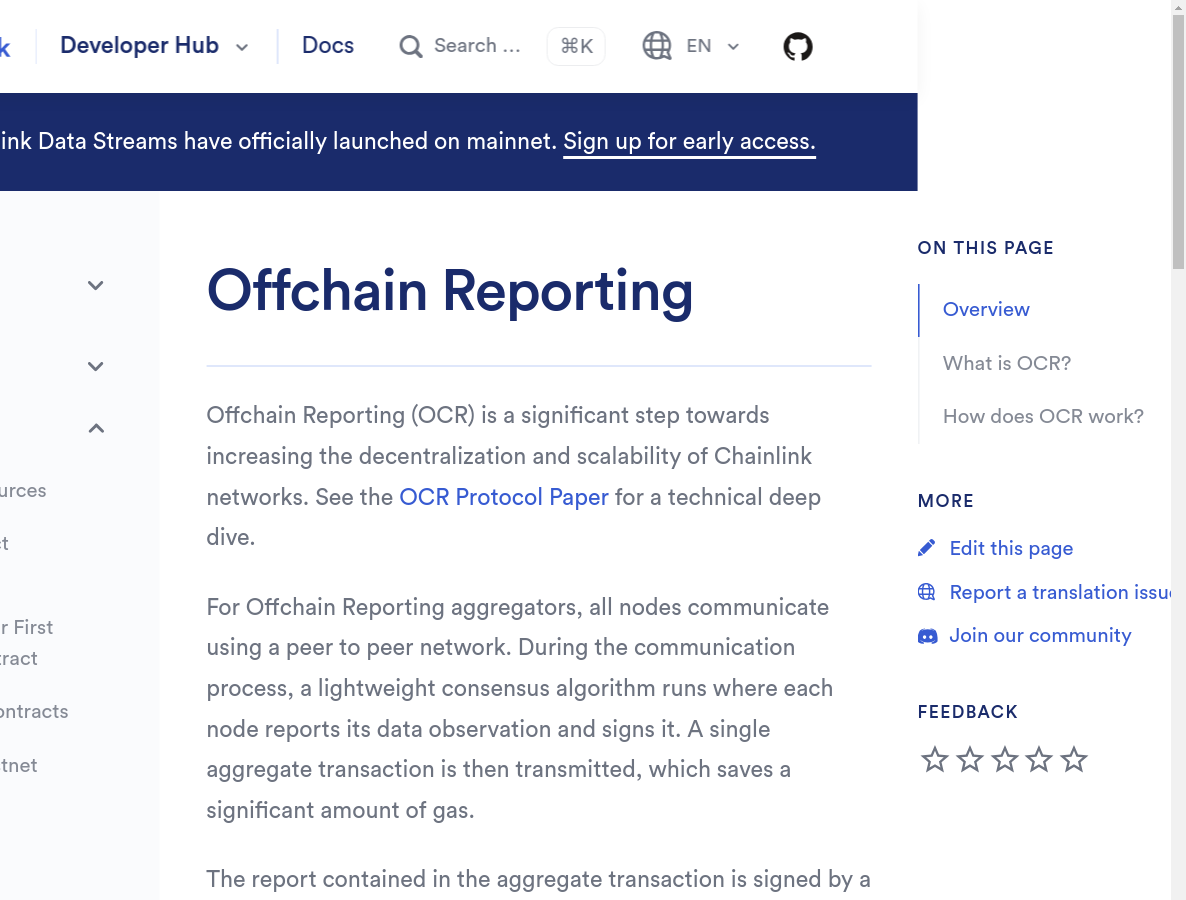 Developer Hub
Docs
Search ...
⌘K
EN
Data Streams have officially launched on mainnet. Sign up for early access.
Offchain Reporting
Offchain Reporting (OCR) is a significant step towards
increasing the decentralization and scalability of Chainlink
networks. See the OCR Protocol Paper for a technical deep
dive.
For Offchain Reporting aggregators, all nodes communicate
using a peer to peer network. During the communication
process, a lightweight consensus algorithm runs where each
node reports its data observation and signs it. A single
aggregate transaction is then transmitted, which saves a
significant amount of gas.
The report contained in the aggregate transaction is signed by a
First
ON THIS PAGE
Overview
What is OCR?
How does OCR work?
MORE
Edit this page
Report a translation
Join our community
FEEDBACK